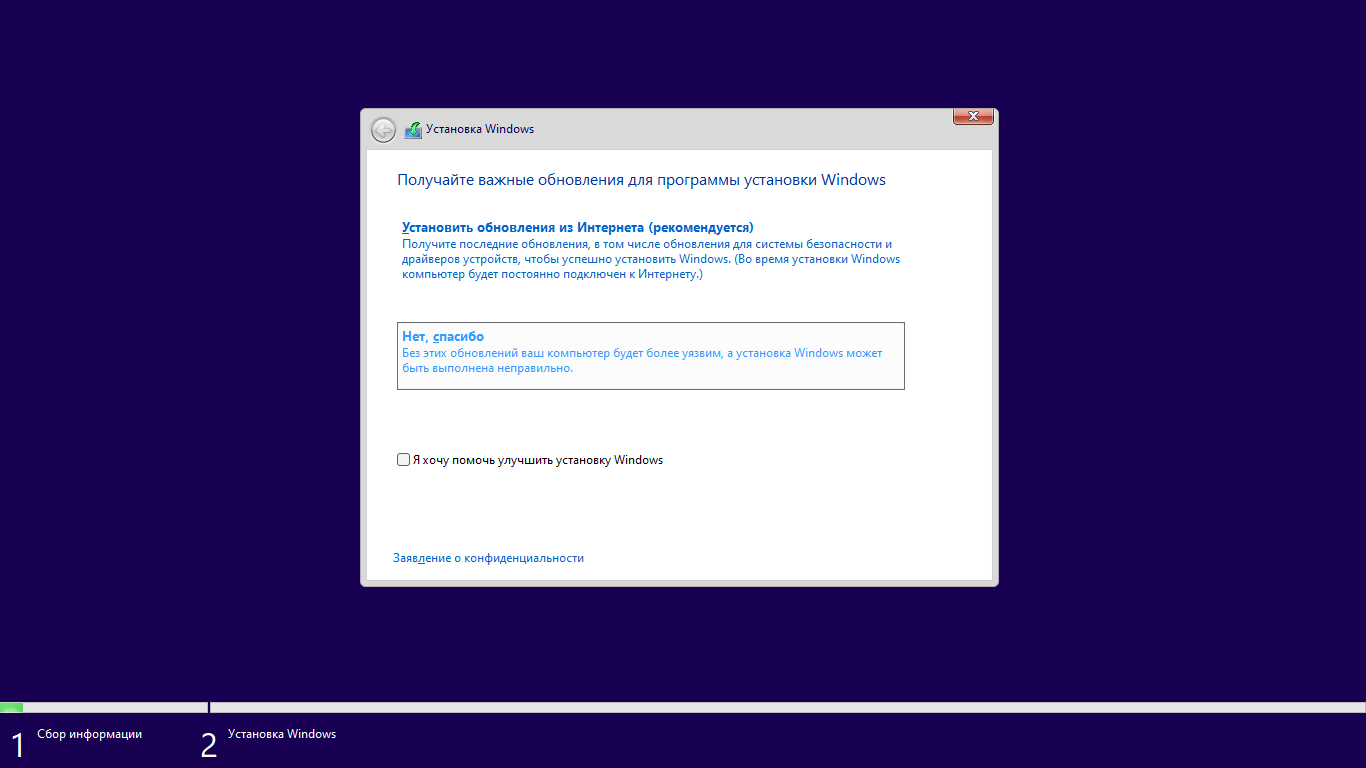 Установка Windows
Получайте важные обновления для программы установки Windows
Установить обновления из Интернета (рекомендуется)
Получите последние обновления, в том числе обновления для системы безопасности и
драйверов устройств, чтобы успешно установить Windows. (Во время установки Windows
компьютер будет постоянно подключен к Интернету.)
Нет, спасибо
Без этих обновлений ваш компьютер будет более уязвим, а установка Windows может
быть выполнена неправильно.
Я хочу помочь улучшить установку Windows
Заявление о конфиденциальности
1 Сбор информации 2 Установка Windows